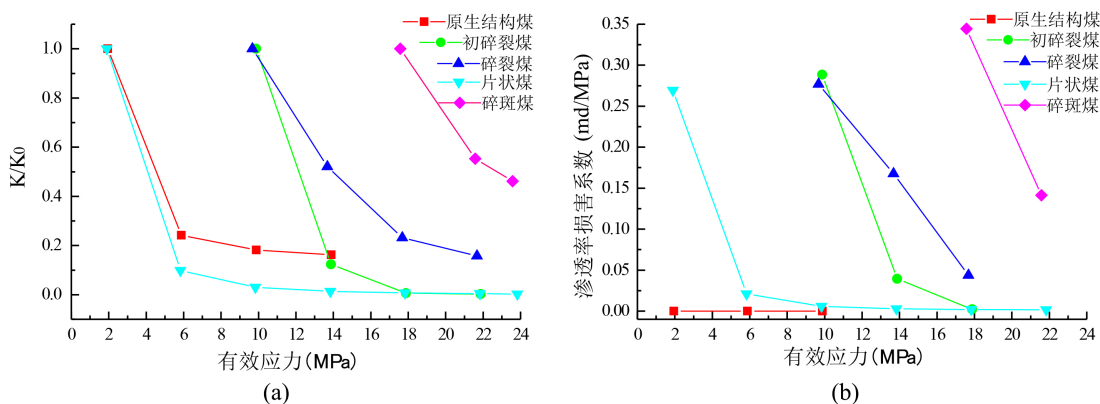 原生结构煤
初碎裂煤
碎裂煤
片状煤
碎斑煤
1.0
0.8
0.6
0.4
0.2
0.0
K/K0
0 2 4 6 8 10 12 14 16 18 20 22 24
有效应力(MPa)
(a)
原生结构煤
初碎裂煤
碎裂煤
片状煤
碎斑煤
0.35
0.30
0.25
0.20
0.15
0.10
0.05
0.00
渗透率损害系数 (md/MPa)
0 2 4 6 8 10 12 14 16 18 20 22 24
有效应力(MPa)
(b)